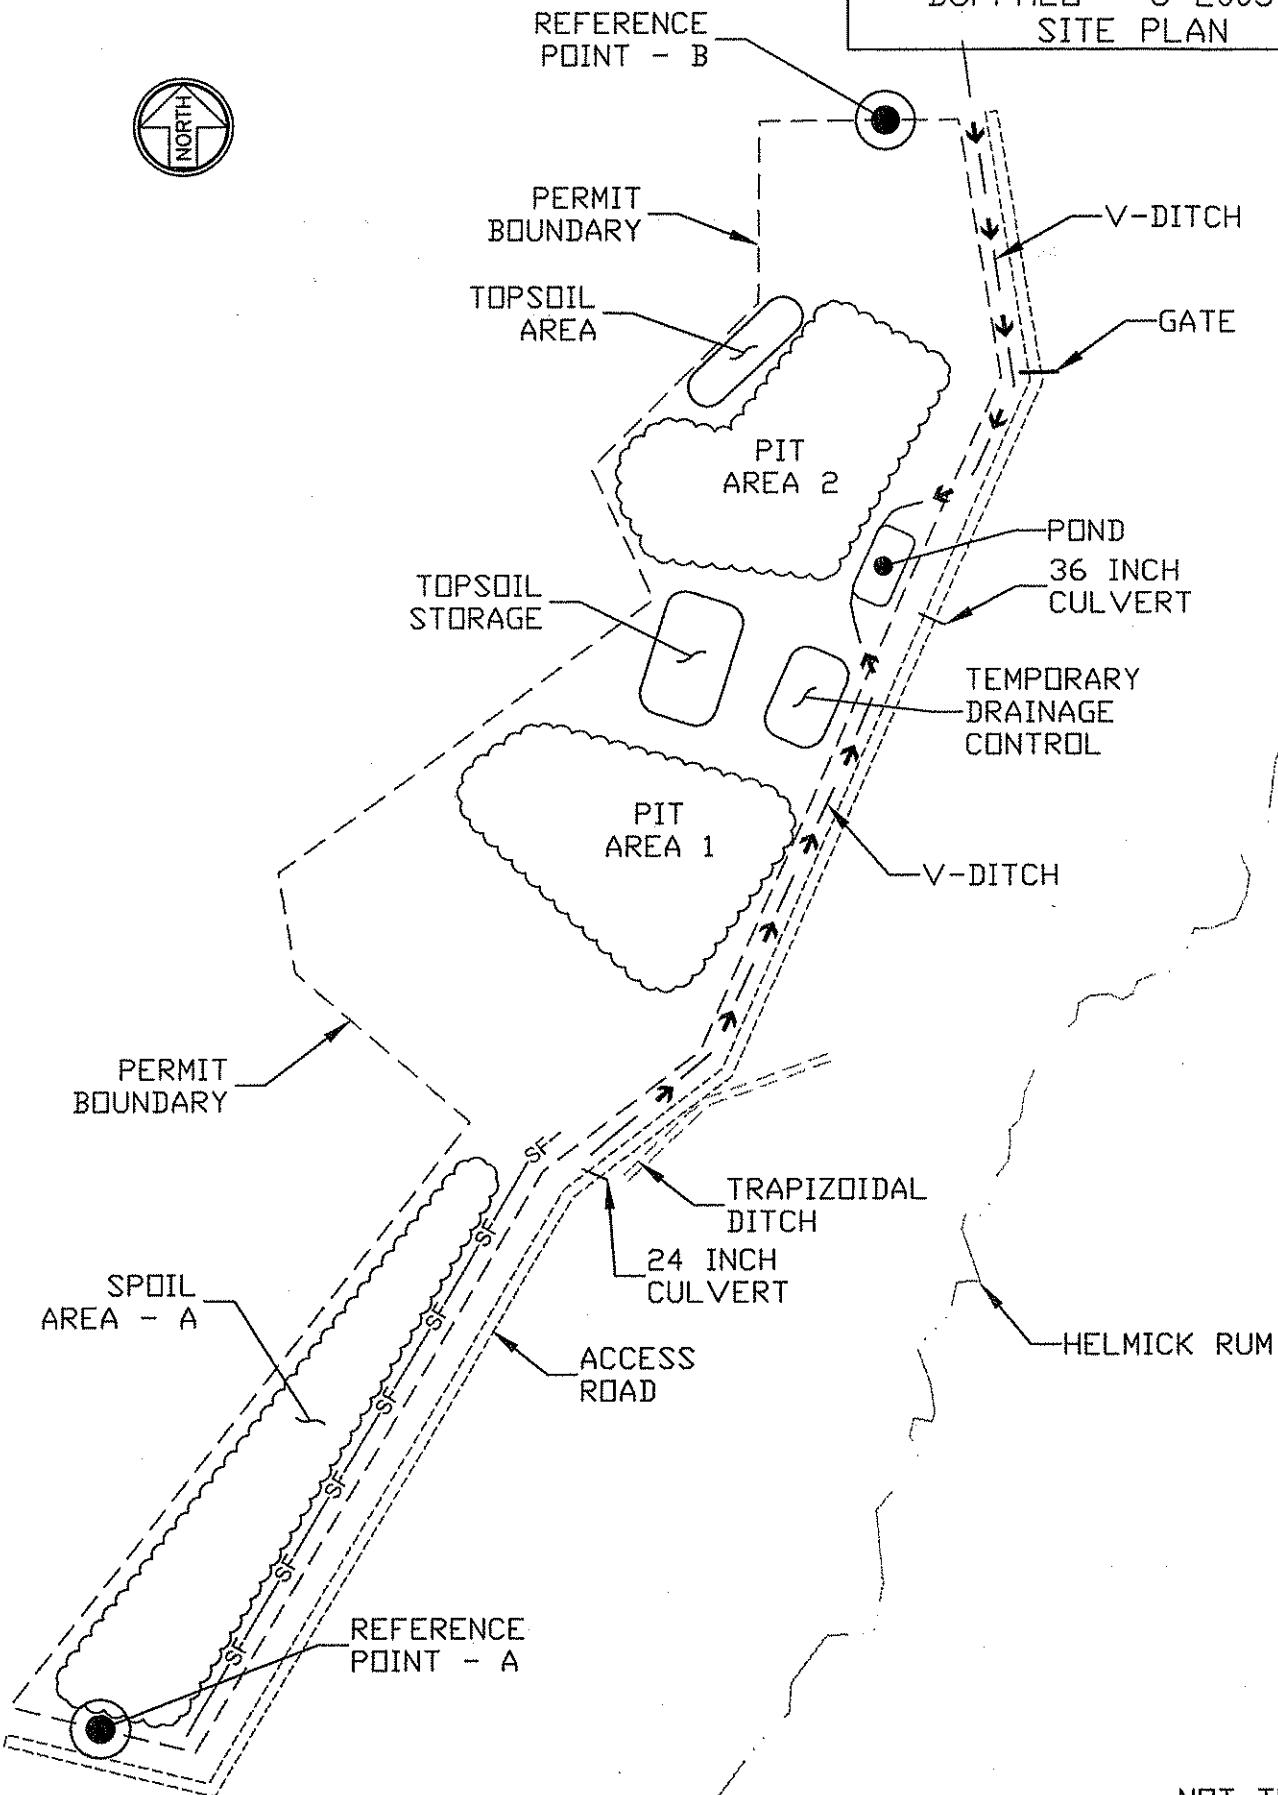 SITE PLAN
REFERENCE
POINT - B
NORTH
PERMIT
BOUNDARY
V-DITCH
TOPSOIL
AREA
GATE
PIT
AREA 2
POND
36 INCH
CULVERT
TOPSOIL
STORAGE
TEMPORARY
DRAINAGE
CONTROL
PIT
AREA 1
V-DITCH
PERMIT
BOUNDARY
SF
TRAPIZOIDAL
DITCH
SF
24 INCH
CULVERT
SPOIL
AREA - A
SF
HELMICK RUM
ACCESS
ROAD
SF
SF
SF
REFERENCE
POINT - A
SF